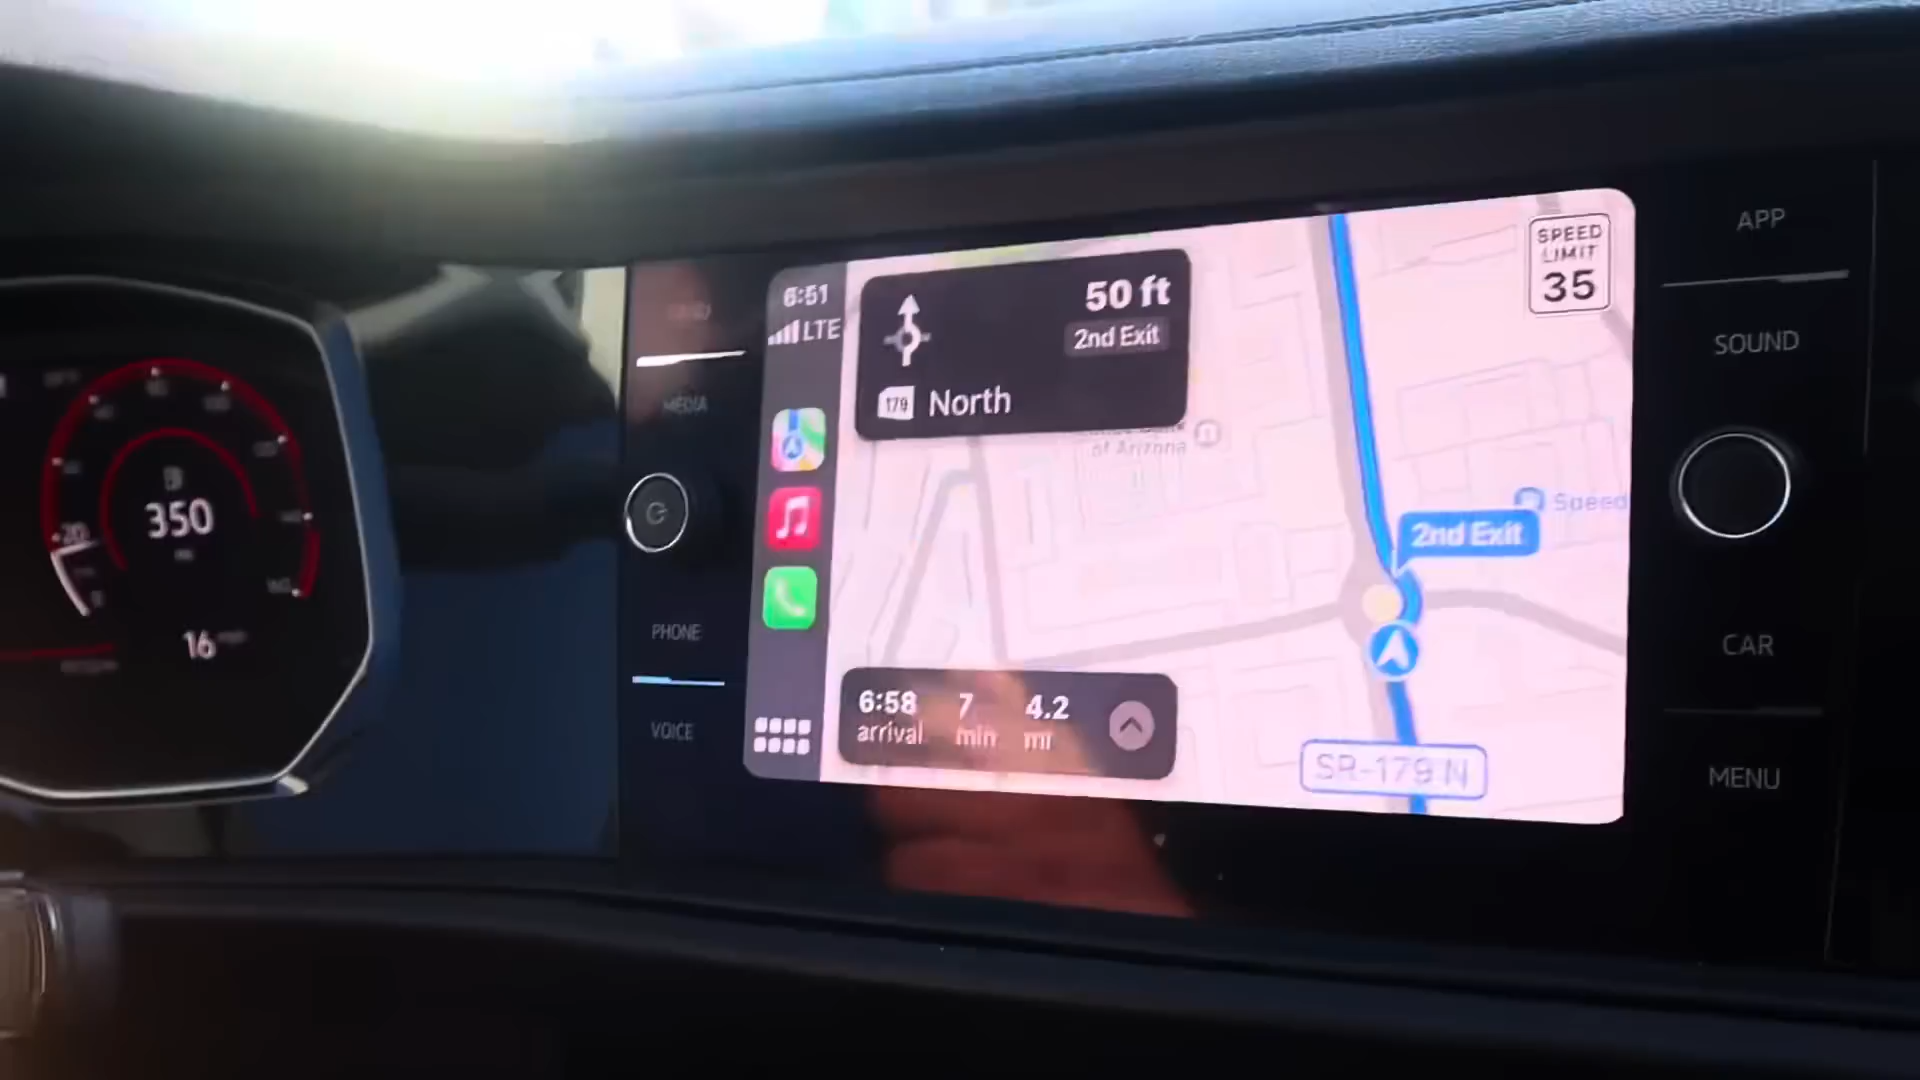 350
16
MEDIA
PHONE
VOICE
6:51
LTE
50 ft
2nd Exit
179 North
of Arizona
6:58 7 4.2
arrival min mi
SPEED
LIMIT
35
Speed
2nd Exit
SR-179 N
APP
SOUND
CAR
MENU